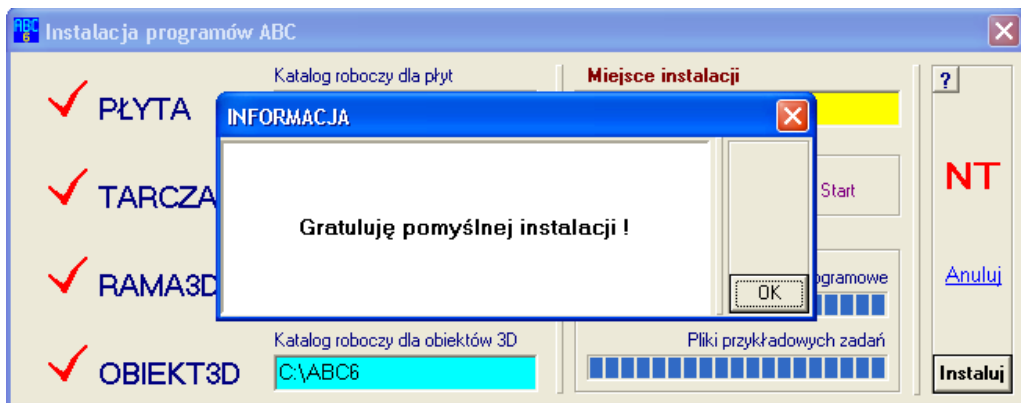 ABC 6 Instalacja programów ABC
Katalog roboczy dla płyt
Miejsce instalacji
?
PŁYTA
INFORMACJA
TARCZA
Gratuluję pomyślnej instalacji !
Start
NT
RAMA3D
OK
Anuluj
Katalog roboczy dla obiektów 3D
Pliki przykładowych zadań
OBIEKT3D
C:\ABC6
Instaluj